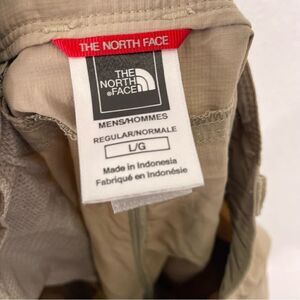 THE NORTH FACE
THE
NORTH
FACE
MENS/HOMMES
REGULAR/NORMALE
L/G
Made in Indonesia
Fabriqué en Indonésie